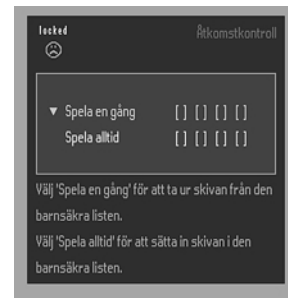 locked
Åtkomstkontroll
▼ Spela en gång [ ] [ ] [ ] [ ]
Spela alltid [ ] [ ] [ ] [ ]
Välj 'Spela en gång' för att ta ur skivan från den
barnsäkra listen.
Välj 'Spela alltid' för att sätta in skivan i den
barnsäkra listen.